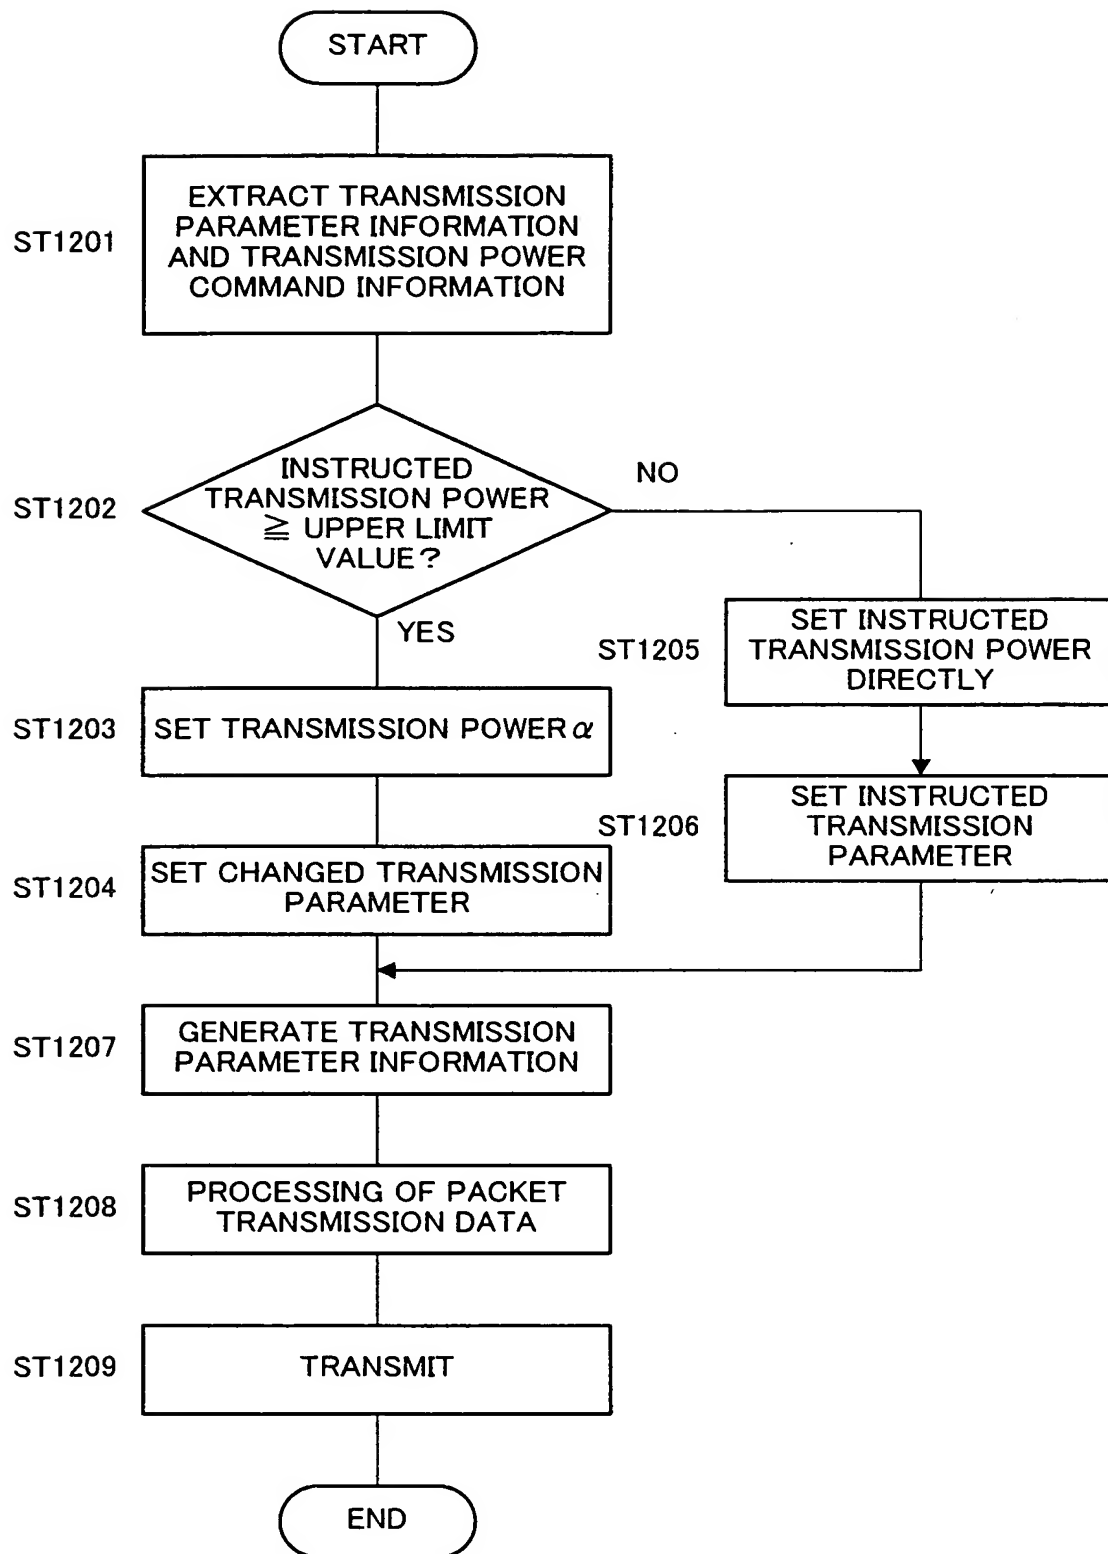 START
ST1201
EXTRACT TRANSMISSION
PARAMETER INFORMATION
AND TRANSMISSION POWER
COMMAND INFORMATION
ST1202
INSTRUCTED
TRANSMISSION POWER
≧ UPPER LIMIT
VALUE?
NO
YES
ST1203
SET TRANSMISSION POWER α
ST1204
SET CHANGED TRANSMISSION
PARAMETER
ST1205
SET INSTRUCTED
TRANSMISSION POWER
DIRECTLY
ST1206
SET INSTRUCTED
TRANSMISSION
PARAMETER
ST1207
GENERATE TRANSMISSION
PARAMETER INFORMATION
ST1208
PROCESSING OF PACKET
TRANSMISSION DATA
ST1209
TRANSMIT
END